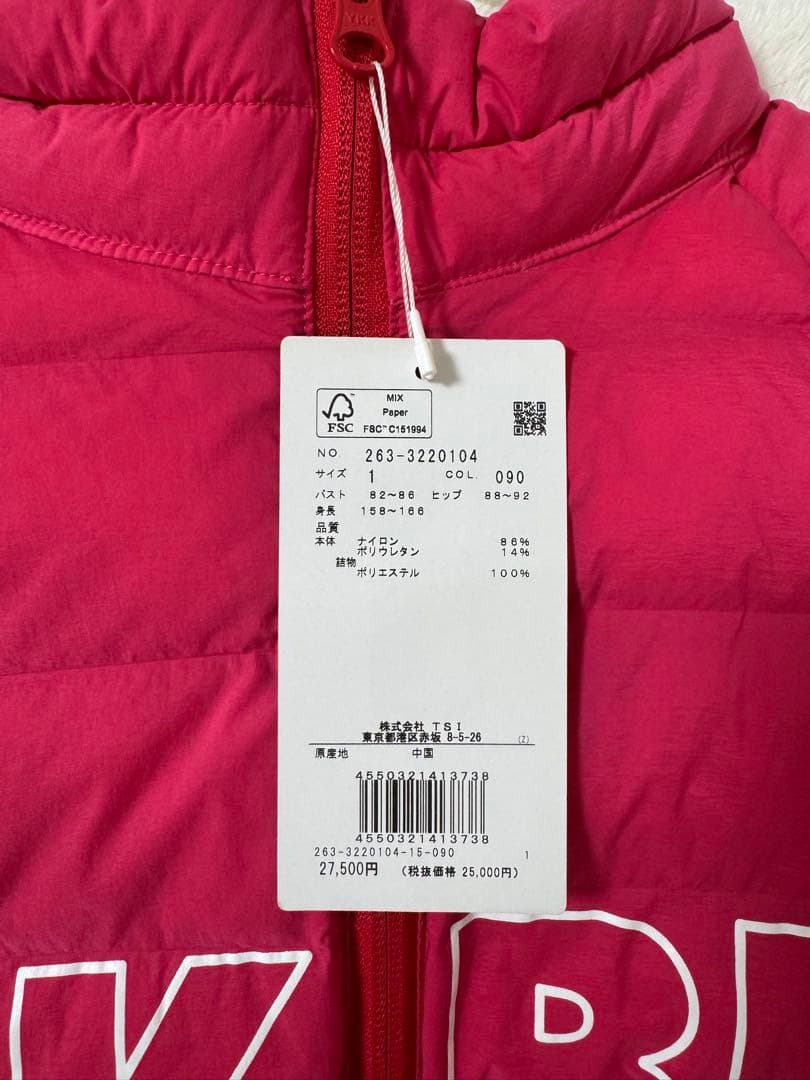 YKK
MIX
Paper
FSC™ C151994
FSC
NO. 263-3220104
サイズ 1 COL. 090
バスト 82〜86 ヒップ 88〜92
身長 158〜166
品質
本体 ナイロン 86%
ポリウレタン 14%
詰物
ポリエステル 100%
株式会社 TSI
東京都港区赤坂 8-5-26 (Z)
原産地 中国
4550321413738
4550321413738
263-3220104-15-090 1
27,500円 (税抜価格 25,000円)